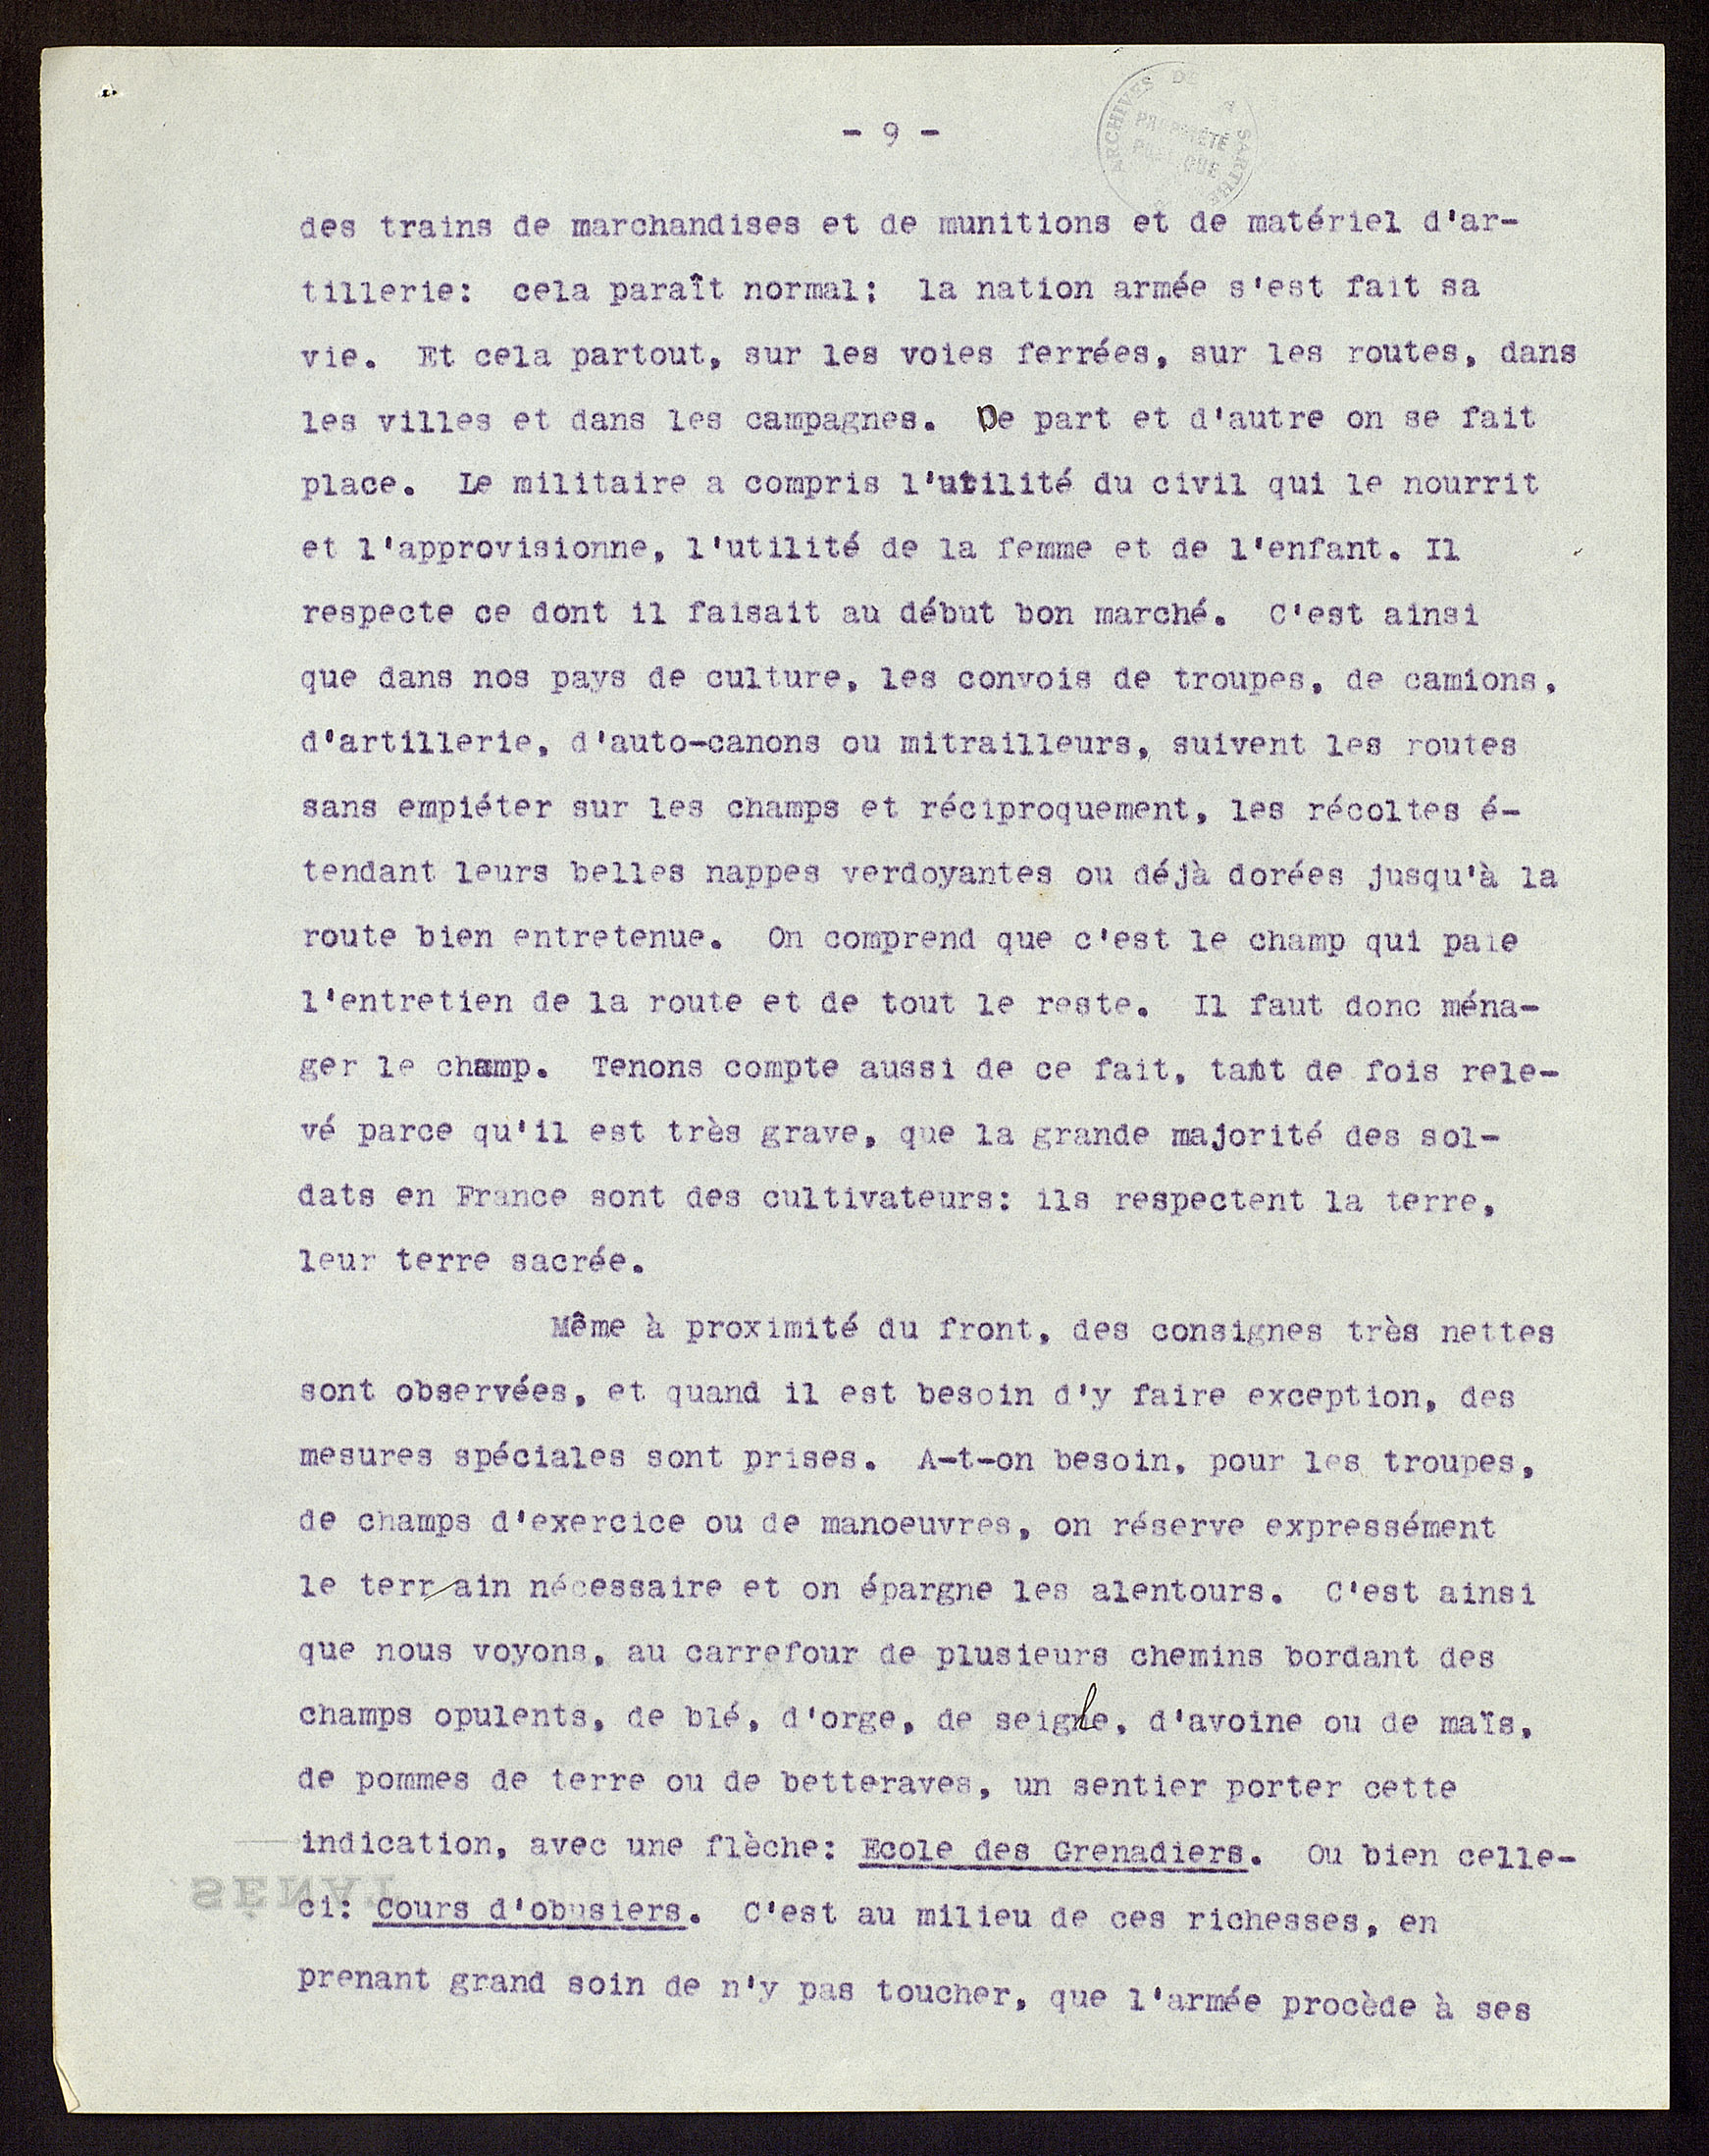 - 9 -
ARCHIVES DE SARTHE
PROPRIÉTÉ
des trains de marchandises et de munitions et de matériel d'ar-
tillerie: cela paraît normal; la nation armée s'est fait sa
vie. Et cela partout, sur les voies ferrées, sur les routes, dans
les villes et dans les campagnes. De part et d'autre on se fait
place. Le militaire a compris l'utilité du civil qui le nourrit
et l'approvisionne, l'utilité de la femme et de l'enfant. Il
respecte ce dont il faisait au début bon marché. C'est ainsi
que dans nos pays de culture, les convois de troupes, de camions,
d'artillerie, d'auto-canons ou mitrailleurs, suivent les routes
sans empiéter sur les champs et réciproquement, les récoltes é-
tendant leurs belles nappes verdoyantes ou déjà dorées jusqu'à la
route bien entretenue. On comprend que c'est le champ qui paie
l'entretien de la route et de tout le reste. Il faut donc ména-
ger le champ. Tenons compte aussi de ce fait, tant de fois rele-
vé parce qu'il est très grave, que la grande majorité des sol-
dats en France sont des cultivateurs: ils respectent la terre,
leur terre sacrée.
Même à proximité du front, des consignes très nettes
sont observées, et quand il est besoin d'y faire exception, des
mesures spéciales sont prises. A-t-on besoin, pour les troupes,
de champs d'exercice ou de manoeuvres, on réserve expressément
le terrain nécessaire et on épargne les alentours. C'est ainsi
que nous voyons, au carrefour de plusieurs chemins bordant des
champs opulents, de blé, d'orge, de seigle, d'avoine ou de maïs,
de pommes de terre ou de betteraves, un sentier porter cette
indication, avec une flèche: Ecole des Grenadiers. Ou bien celle-
ci: Cours d'obusiers. C'est au milieu de ces richesses, en
prenant grand soin de n'y pas toucher, que l'armée procède à ses
SÉNAT